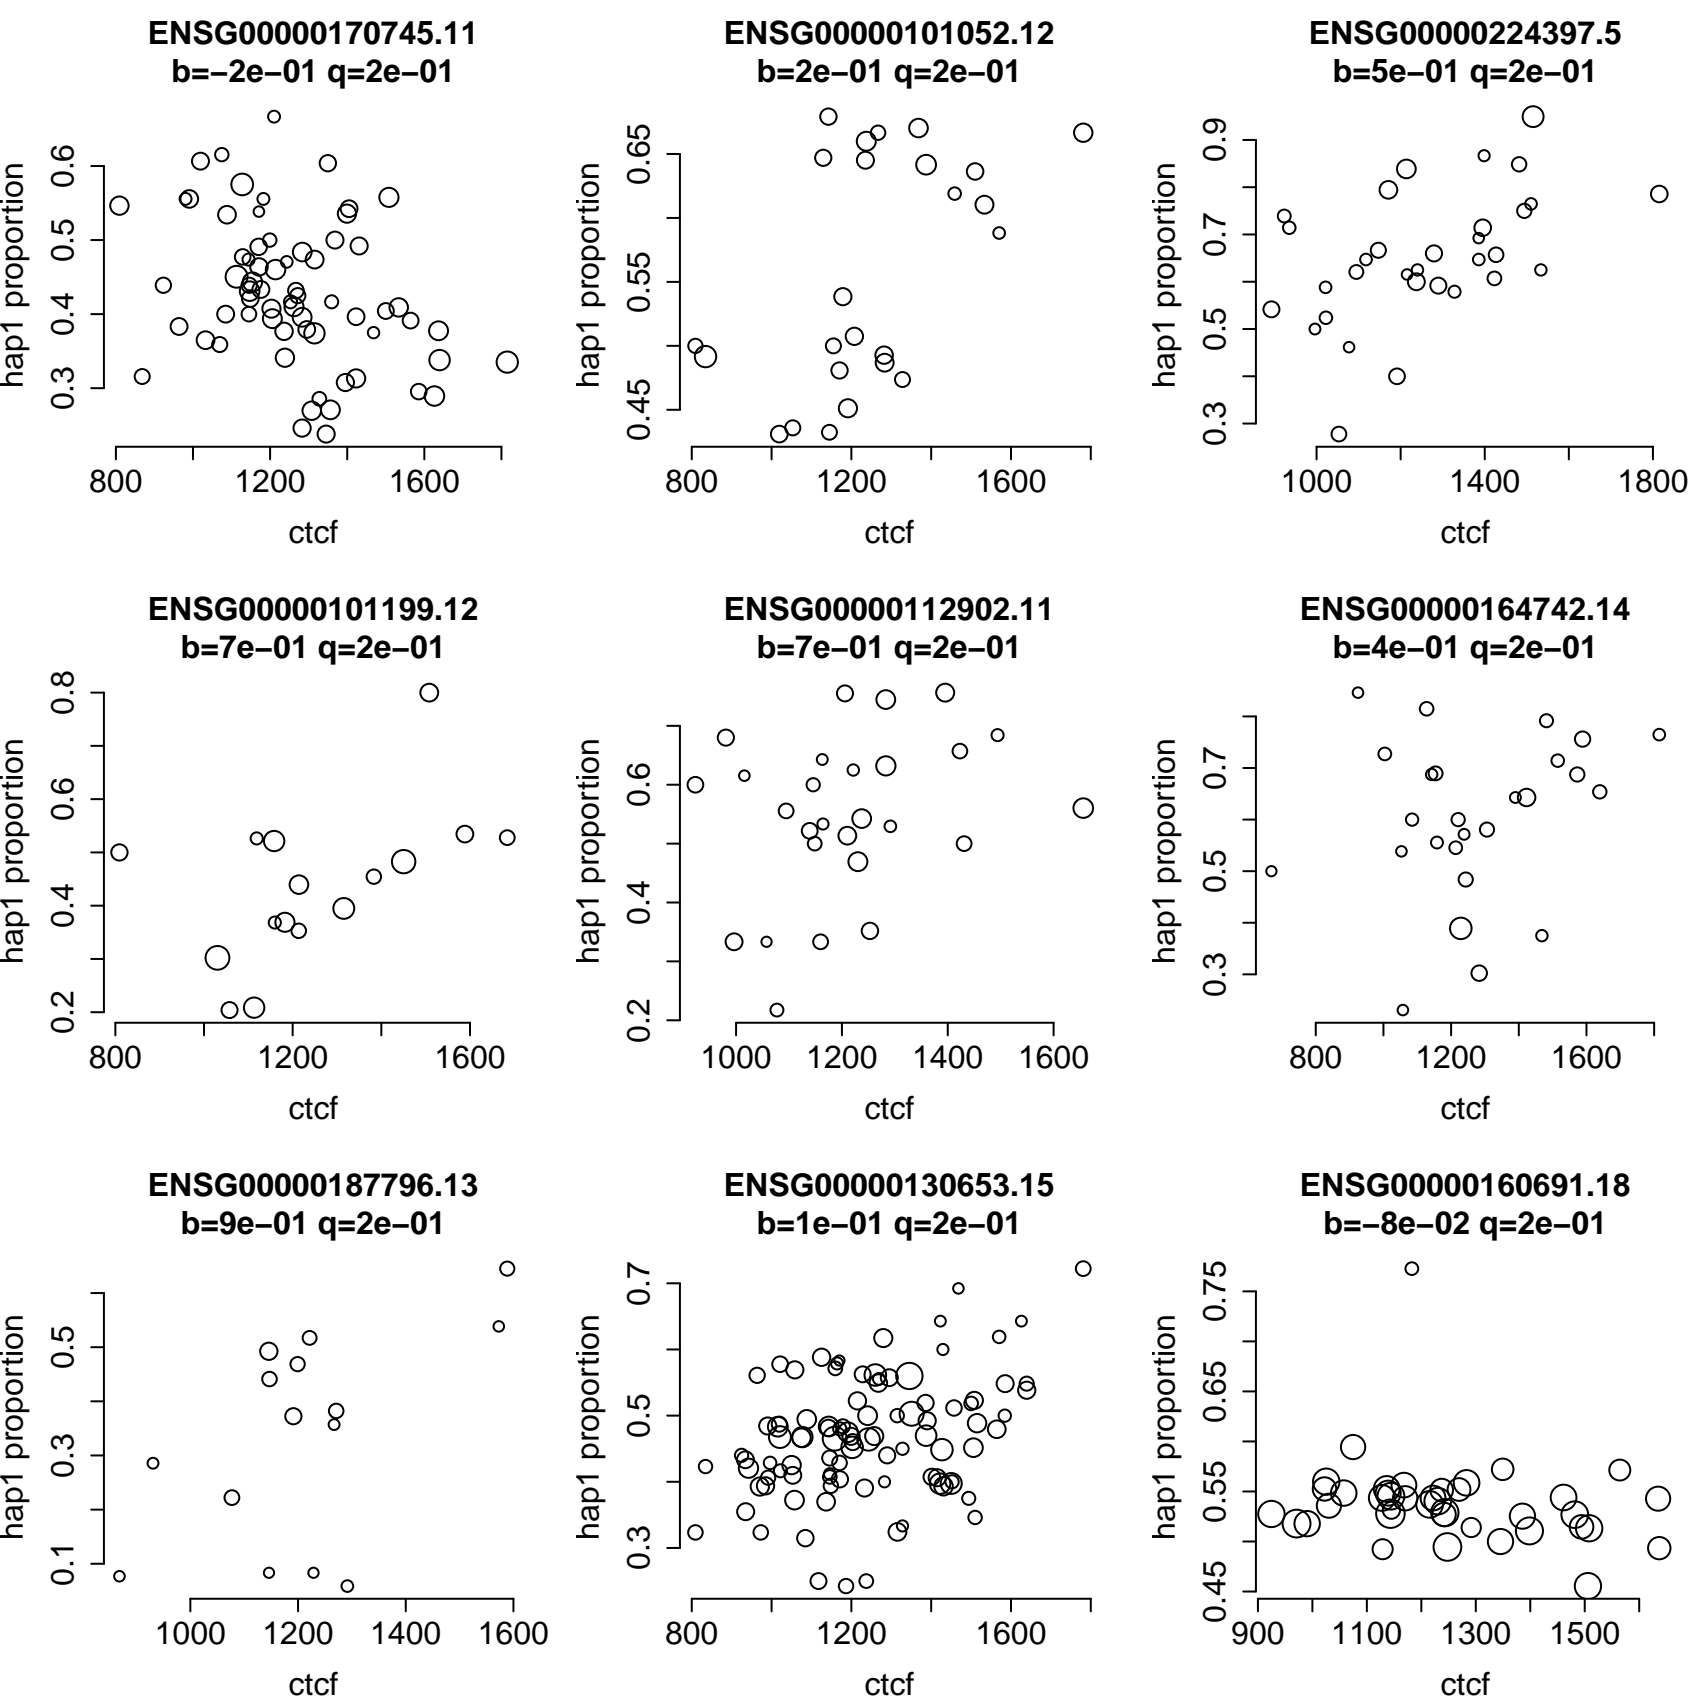 ENSG00000170745.11
b=−2e−01 q=2e−01
hap1 proportion
0.6
0.5
0.4
0.3
800 1200 1600
ctcf
ENSG00000101052.12
b=2e−01 q=2e−01
hap1 proportion
0.65
0.55
0.45
800 1200 1600
ctcf
ENSG00000224397.5
b=5e−01 q=2e−01
hap1 proportion
0.9
0.7
0.5
0.3
1000 1400 1800
ctcf
ENSG00000101199.12
b=7e−01 q=2e−01
hap1 proportion
0.8
0.6
0.4
0.2
800 1200 1600
ctcf
ENSG00000112902.11
b=7e−01 q=2e−01
hap1 proportion
0.6
0.4
0.2
1000 1200 1400 1600
ctcf
ENSG00000164742.14
b=4e−01 q=2e−01
hap1 proportion
0.7
0.5
0.3
800 1200 1600
ctcf
ENSG00000187796.13
b=9e−01 q=2e−01
hap1 proportion
0.5
0.3
0.1
1000 1200 1400 1600
ctcf
ENSG00000130653.15
b=1e−01 q=2e−01
hap1 proportion
0.7
0.5
0.3
800 1200 1600
ctcf
ENSG00000160691.18
b=−8e−02 q=2e−01
hap1 proportion
0.75
0.65
0.55
0.45
900 1100 1300 1500
ctcf